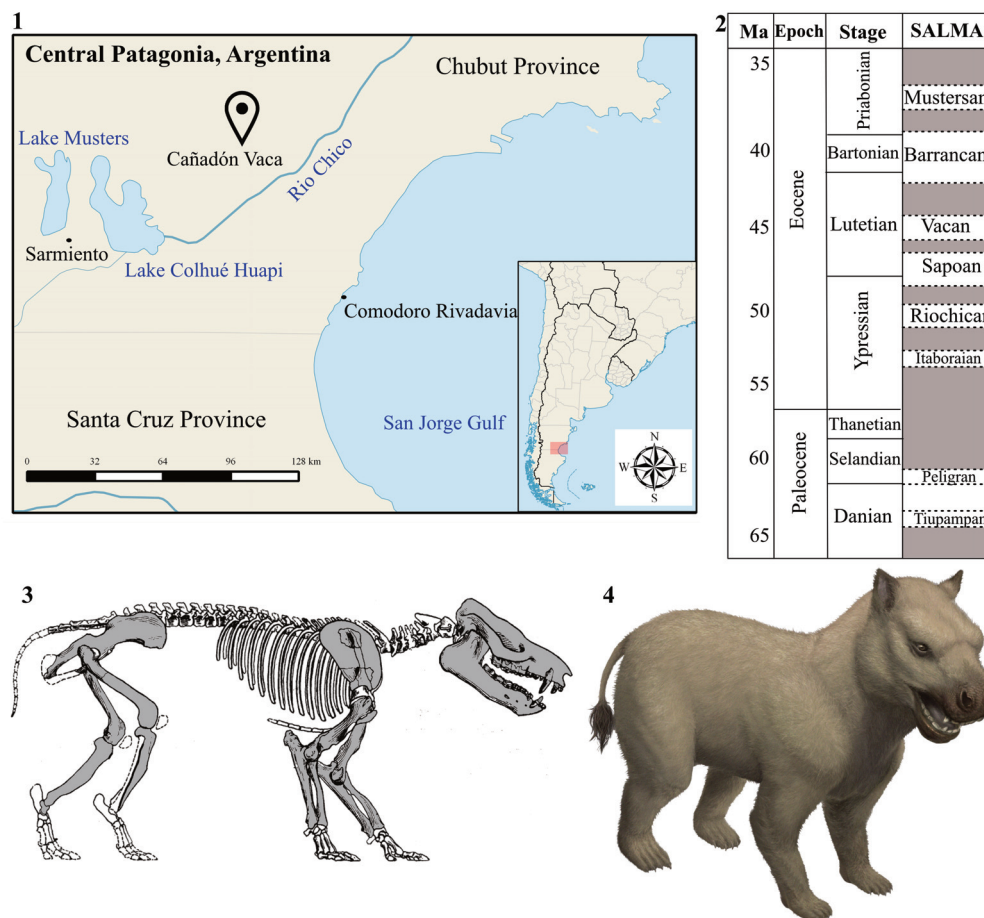 1
Central Patagonia, Argentina
Chubut Province
Lake Musters
Cañadón Vaca
Rio Chico
Sarmiento
Lake Colhué Huapi
Comodoro Rivadavia
Santa Cruz Province
San Jorge Gulf
0 32 64 96 128 km
N
W E
S
2
Ma Epoch Stage SALMA
35
40
45
50
55
60
65
Eocene
Paleocene
Priabonian
Bartonian
Lutetian
Ypressian
Thanetian
Selandian
Danian
Mustersan
Barrancan
Vacan
Sapoan
Riochican
Itaboraian
Peligran
Tiupampan
3
4